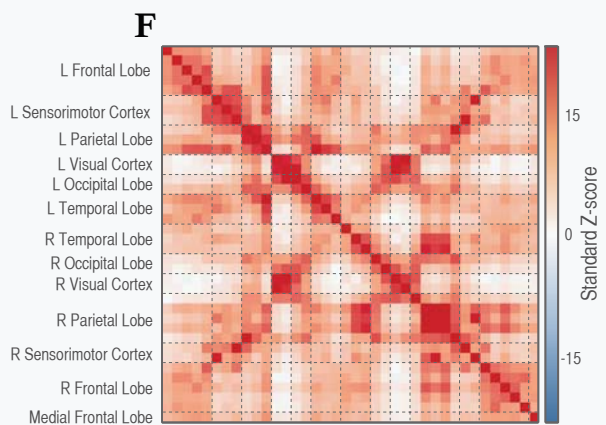 F
L Frontal Lobe
L Sensorimotor Cortex
L Parietal Lobe
L Visual Cortex
L Occipital Lobe
L Temporal Lobe
R Temporal Lobe
R Occipital Lobe
R Visual Cortex
R Parietal Lobe
R Sensorimotor Cortex
R Frontal Lobe
Medial Frontal Lobe
15
0
-15
Standard Z-score